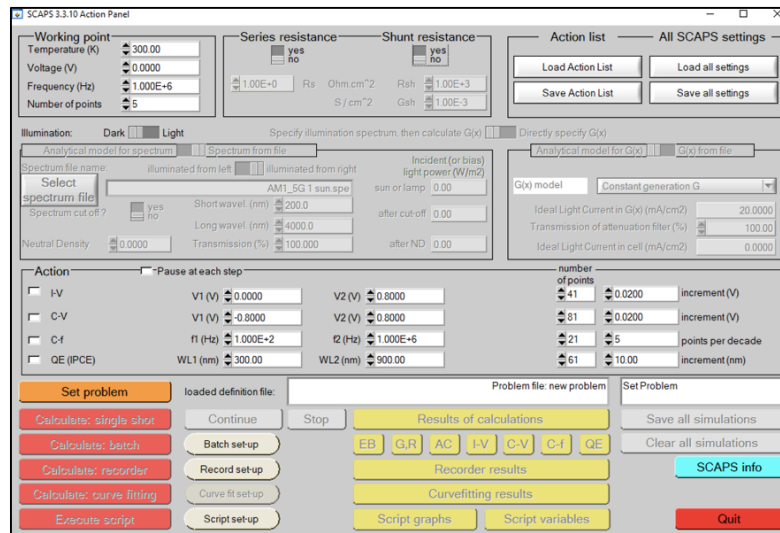 SCAPS 3.3.10 Action Panel
Working point
Temperature (K) 300.00
Voltage (V) 0.0000
Frequency (Hz) 1.000E+6
Number of points 5
Series resistance
yes
no
Shunt resistance
yes
no
1.00E+0 Rs Ohm.cm^2 Rsh 1.00E+3
S / cm^2 Gsh 1.00E-3
Action list
All SCAPS settings
Load Action List
Load all settings
Save Action List
Save all settings
Illumination: Dark Light
Specify illumination spectrum, then calculate G(x)
Directly specify G(x)
Analytical model for spectrum
Spectrum from file
Spectrum file name:
illuminated from left
illuminated from right
Incident (or bias)
light power (W/m2)
Select
spectrum file
AM1_5G 1 sun.spe
sun or lamp 0.00
Spectrum cut off ?
yes
no
Short wavel. (nm) 200.0
Long wavel. (nm) 4000.0
after cut off 0.00
Neutral Density 0.0000
Transmission (%) 100.000
after ND 0.00
Analytical model for G(x)
G(x) from file
G(x) model
Constant generation G
Ideal Light Current in G(x) (mA/cm2) 20.0000
Transmission of attenuation filter (%) 100.00
Ideal Light Current in cell (mA/cm2) 0.0000
Action
Pause at each step
number
of points
I-V V1 (V) 0.0000 V2 (V) 0.8000 41 0.0200 increment (V)
C-V V1 (V) -0.8000 V2 (V) 0.8000 81 0.0200 increment (V)
C-f f1 (Hz) 1.000E+2 f2 (Hz) 1.000E+6 21 5 points per decade
QE (IPCE) WL1 (nm) 300.00 WL2 (nm) 900.00 61 10.00 increment (nm)
Set problem
loaded definition file:
Problem file: new problem
Set Problem
Calculate: single shot
Continue
Stop
Results of calculations
Save all simulations
Calculate: batch
Batch set-up
EB G,R AC I-V C-V C-f QE
Clear all simulations
Calculate: recorder
Record set-up
Recorder results
SCAPS info
Calculate: curve fitting
Curve fit set-up
Curvefitting results
Execute script
Script set-up
Script graphs
Script variables
Quit